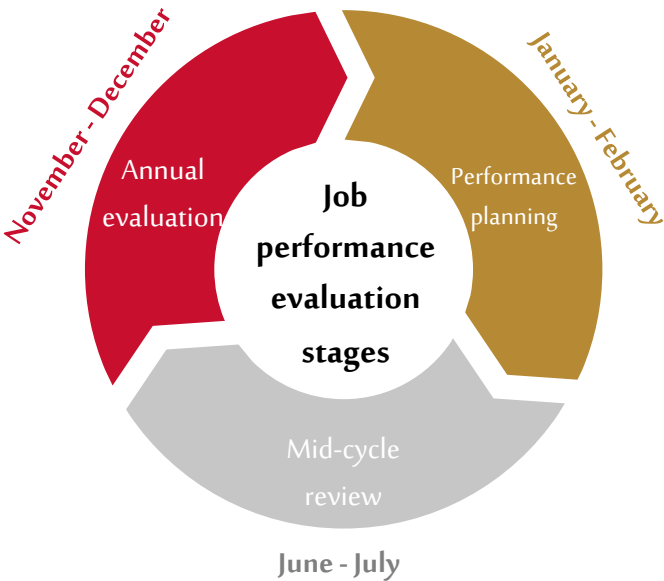 Job
performance
evaluation
stages
January - February
Performance
planning
Mid-cycle
review
June - July
November - December
Annual
evaluation